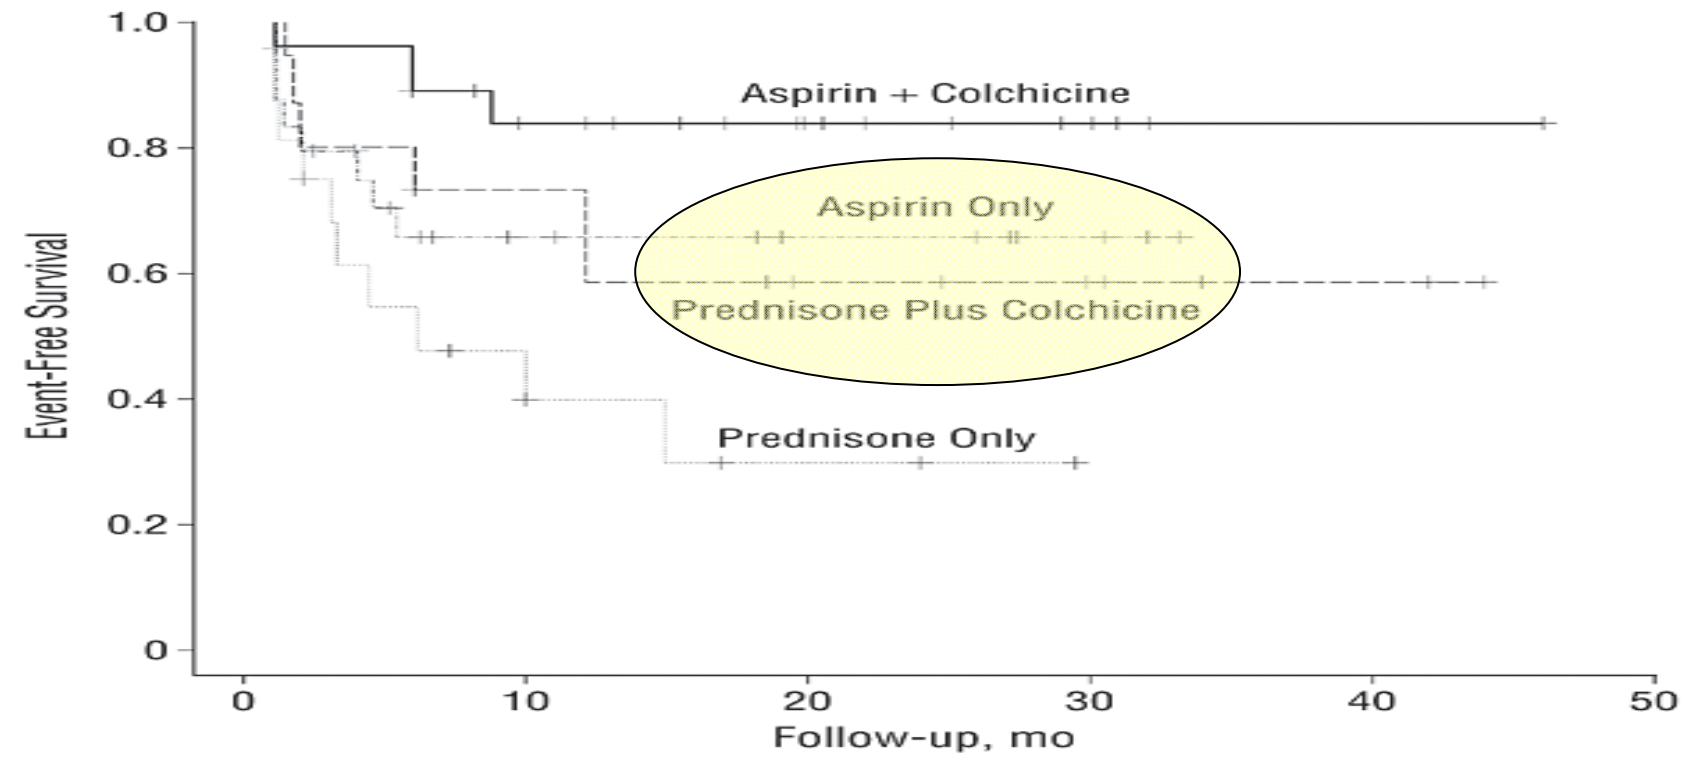 1.0
Aspirin + Colchicine
0.8
Aspirin Only
Event-Free Survival
0.6
Prednisone Plus Colchicine
0.4
Prednisone Only
0.2
0
0 10 20 30 40 50
Follow-up, mo